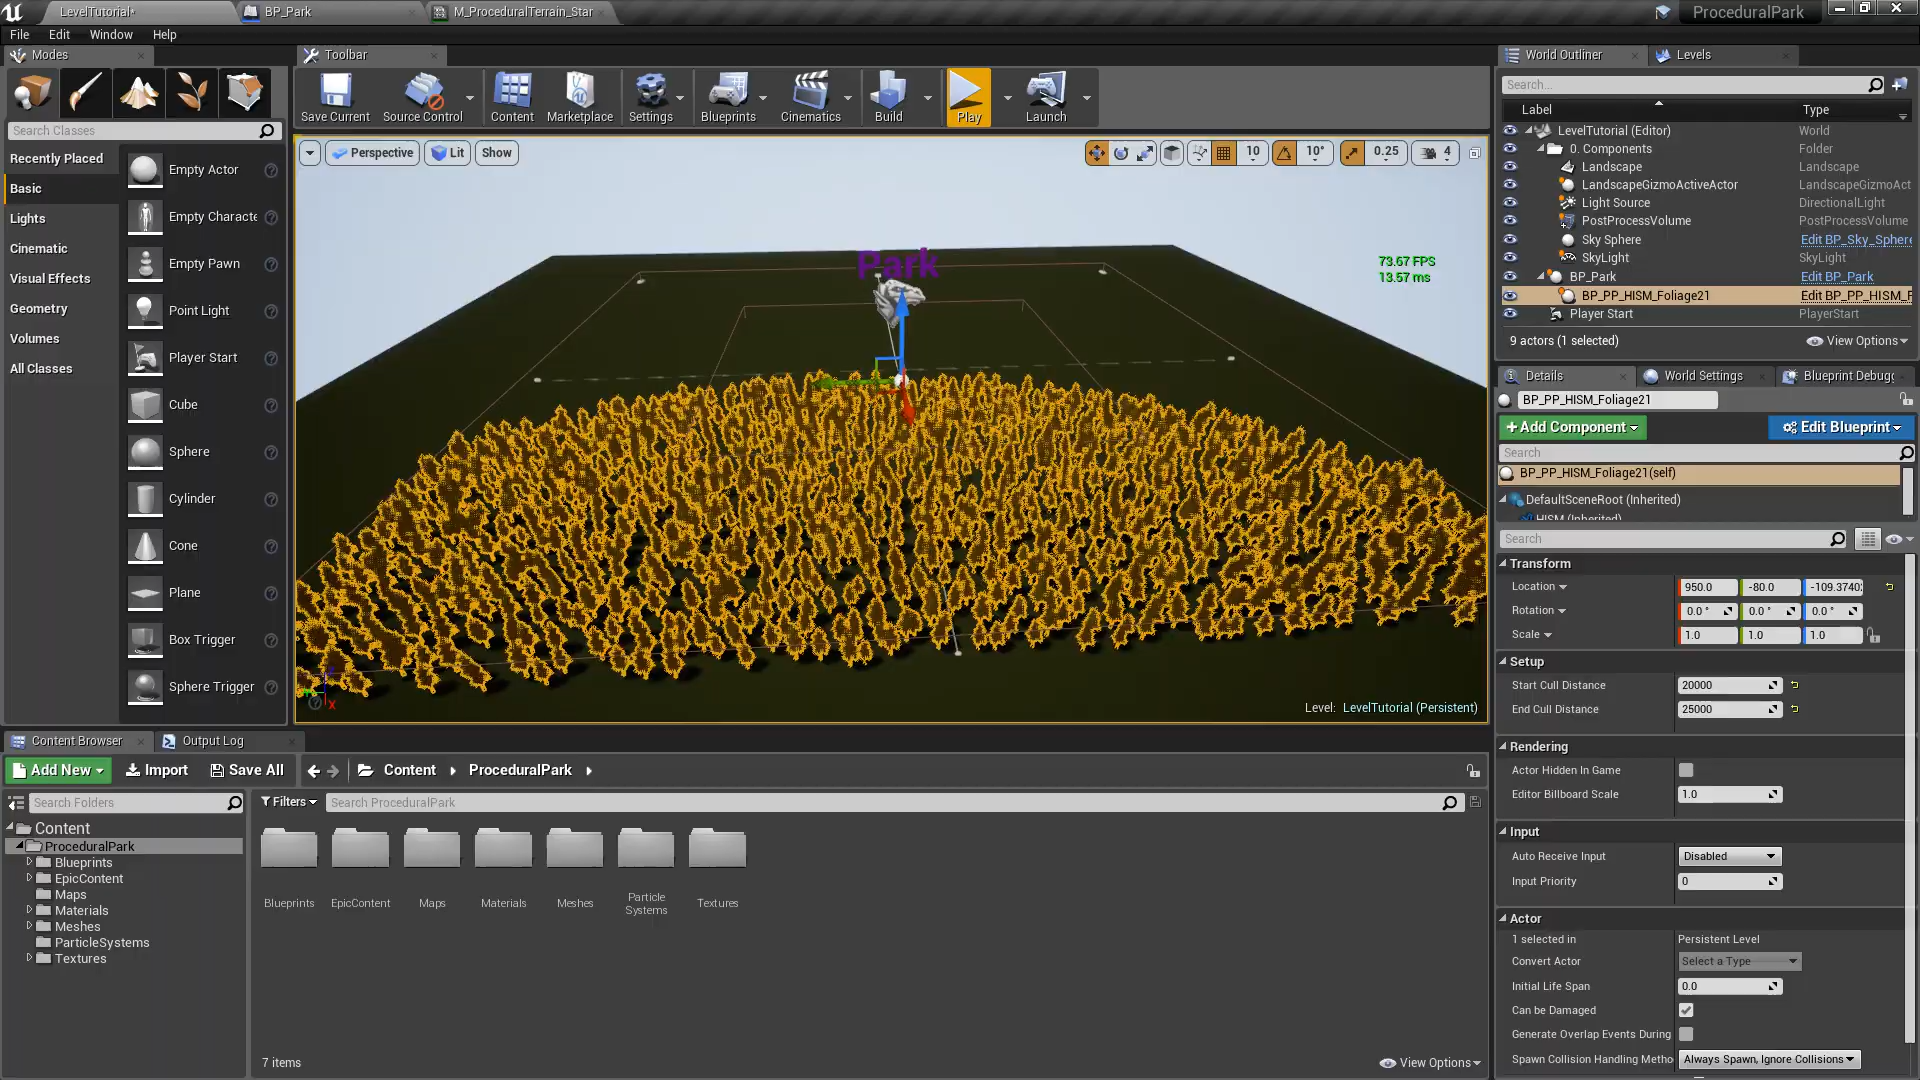 LevelTutorial*
BP_Park
M_ProceduralTerrain_Star
ProceduralPark
File Edit Window Help
Modes
Toolbar
World Outliner
Levels
Save Current
Source Control
Content
Marketplace
Settings
Blueprints
Cinematics
Build
Play
Launch
Search...
Label Type
Search Classes
Recently Placed
Basic
Lights
Cinematic
Visual Effects
Geometry
Volumes
All Classes
Empty Actor
Empty Characte
Empty Pawn
Point Light
Player Start
Cube
Sphere
Cylinder
Cone
Plane
Box Trigger
Sphere Trigger
Perspective Lit Show
10 10° 0.25 4
Park
73.67 FPS
13.57 ms
X
Level: LevelTutorial (Persistent)
LevelTutorial (Editor) World
0. Components Folder
Landscape Landscape
LandscapeGizmoActiveActor LandscapeGizmoAct
Light Source DirectionalLight
PostProcessVolume PostProcessVolume
Sky Sphere Edit BP_Sky_Sphere
SkyLight SkyLight
BP_Park Edit BP_Park
BP_PP_HISM_Foliage21 Edit BP_PP_HISM_F
Player Start PlayerStart
9 actors (1 selected) View Options
Details
World Settings
Blueprint Debugg
BP_PP_HISM_Foliage21
+Add Component
Edit Blueprint
Search
BP_PP_HISM_Foliage21(self)
DefaultSceneRoot (Inherited)
HISM (Inherited)
Search
Transform
Location 950.0 -80.0 -109.3740
Rotation 0.0 ° 0.0 ° 0.0 °
Scale 1.0 1.0 1.0
Setup
Start Cull Distance 20000
End Cull Distance 25000
Rendering
Actor Hidden In Game
Editor Billboard Scale 1.0
Input
Auto Receive Input Disabled
Input Priority 0
Actor
1 selected in Persistent Level
Convert Actor Select a Type
Initial Life Span 0.0
Can be Damaged
Generate Overlap Events During
Spawn Collision Handling Metho Always Spawn, Ignore Collisions
Content Browser
Output Log
Add New Import Save All Content ProceduralPark
Search Folders
Filters Search ProceduralPark
Content
ProceduralPark
Blueprints
EpicContent
Maps
Materials
Meshes
ParticleSystems
Textures
Blueprints
EpicContent
Maps
Materials
Meshes
Particle
Systems
Textures
7 items View Options